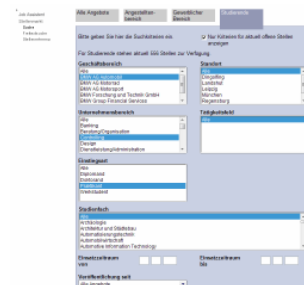 Alle Angebote
Angestellten-
bereich
Gewerblicher
Bereich
Studierende
Bitte geben Sie hier die Suchkriterien ein
Nur Kriterien für aktuell offene Stellen
anzeigen
Für Studierende stehen aktuell Stellen zur Verfügung
Geschäftsbereich
Standort
Alle
BMW AG Automobil
BMW AG Motorrad
BMW AG Motorsport
BMW Forschung und Technik GmbH
BMW Group Financial Services
Alle
Dingolfing
Landshut
Leipzig
München
Regensburg
Unternehmensbereich
Tätigkeitsfeld
Alle
Banking
Beratung/Organisation
Controlling
Design
Dienstleistung/Administration
Alle
Einstiegsart
Alle
Diplomand
Doktorand
Praktikant
Werkstudent
Studienfach
Alle
Archäologie
Architektur und Städtebau
Automatisierungstechnik
Automobilwirtschaft
Automotive Information Technology
Einsatzzeitraum
von
Einsatzzeitraum
bis
Veröffentlichung seit
Alle Angebote